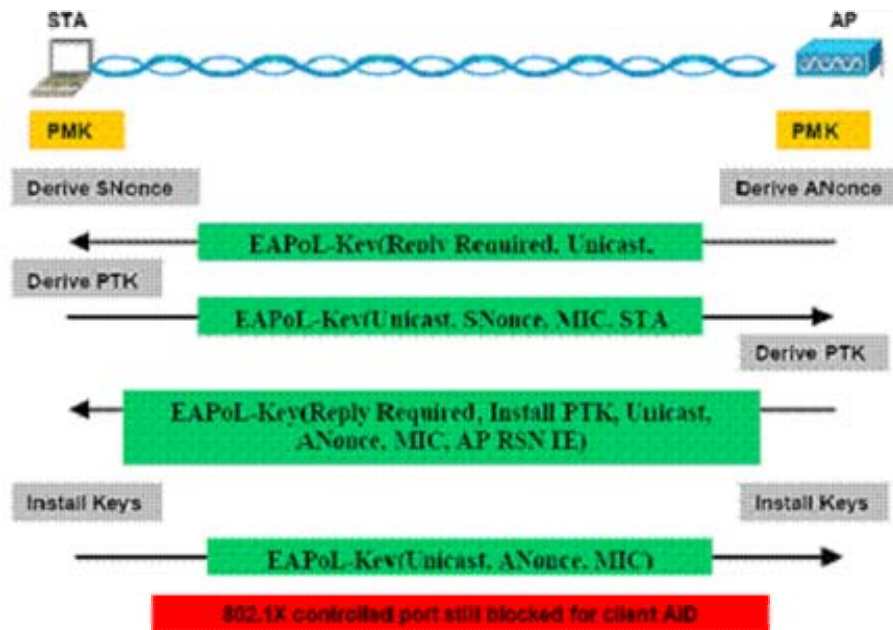 STA
AP
PMK
PMK
Derive SNonce
Derive ANonce
EAPoL-Key(Reply Required, Unicast,
Derive PTK
EAPoL-Key(Unicast, SNonce, MIC, STA
Derive PTK
EAPoL-Key(Reply Required, Install PTK, Unicast,
ANonce, MIC, AP RSN IE)
Install Keys
Install Keys
EAPoL-Key(Unicast, ANonce, MIC)
802.1X controlled port still blocked for client AID